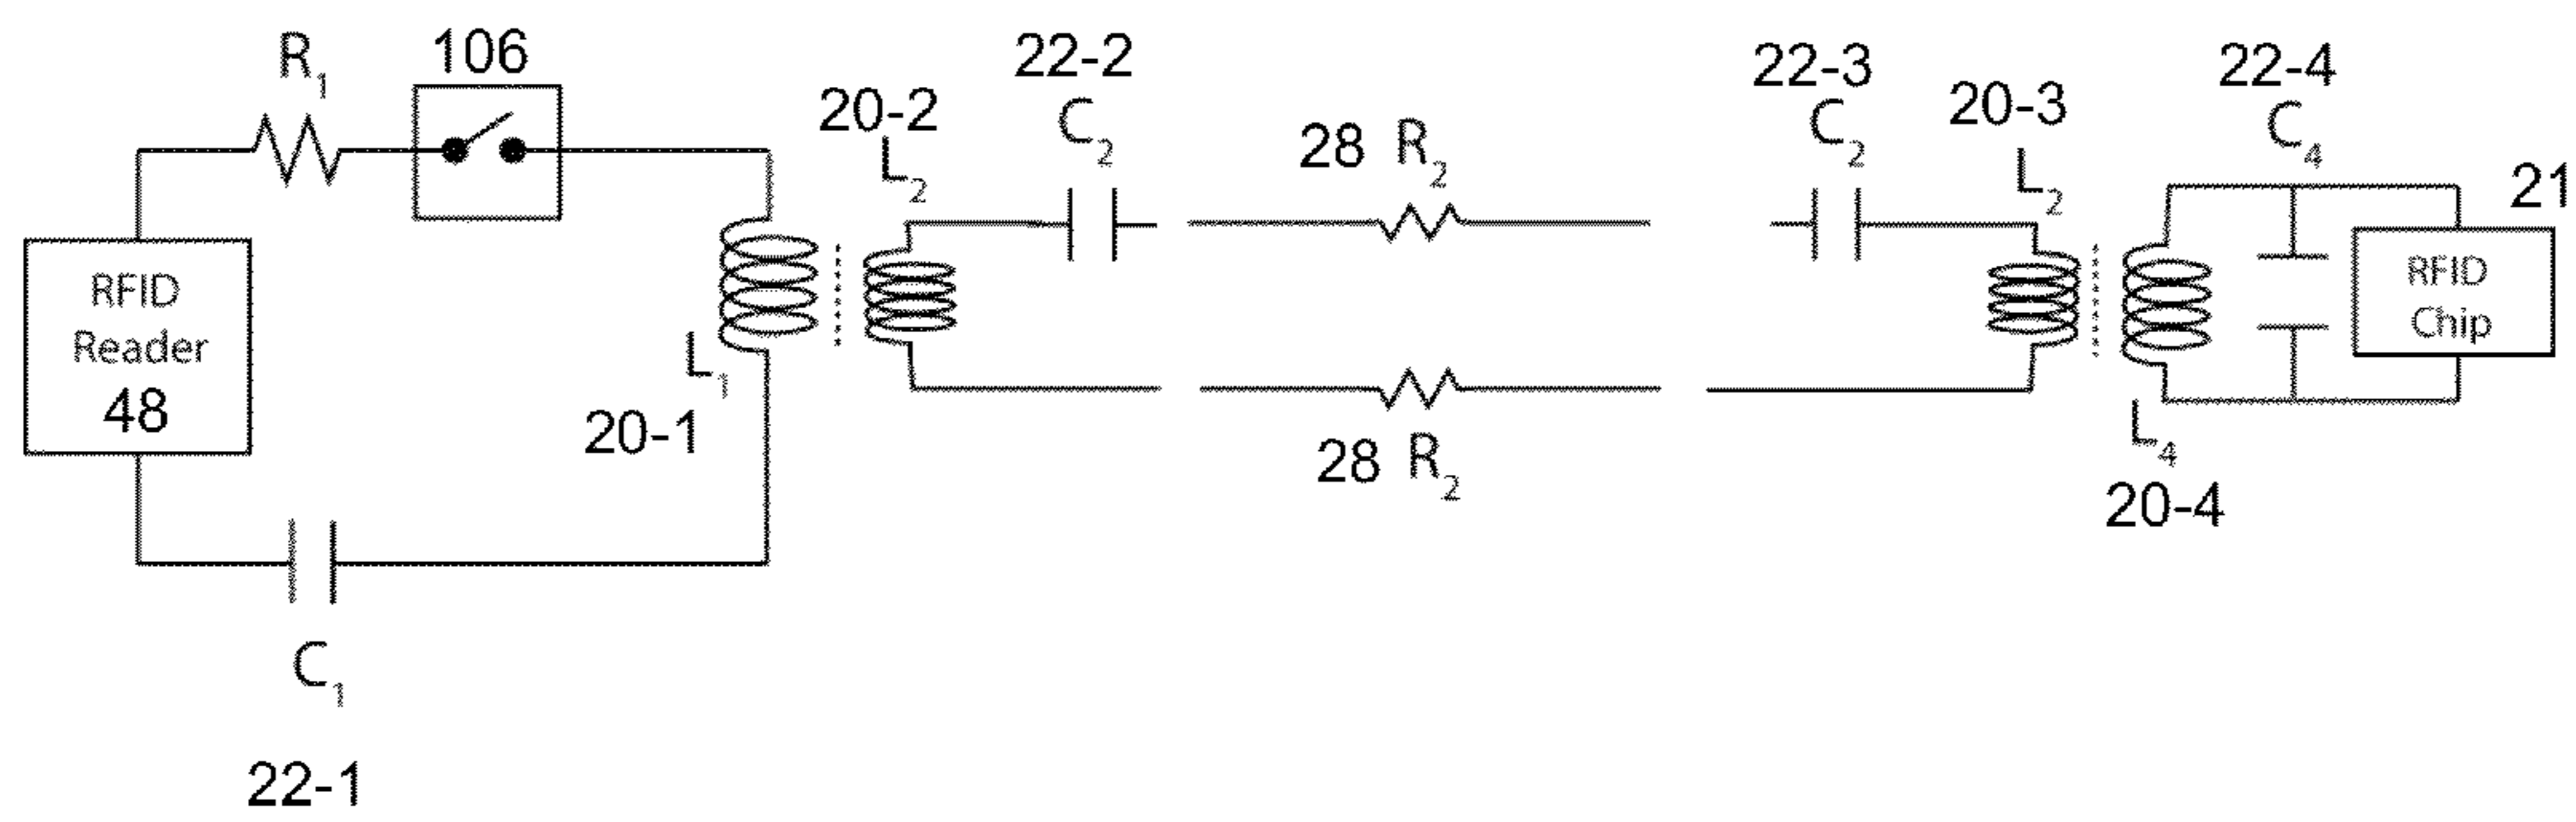 R1
106
20-2
L2
22-2
C2
28 R2
22-3
C2
20-3
L2
22-4
C4
21
RFID
Reader
48
RFID
Chip
L1
20-1
28 R2
L4
20-4
C1
22-1